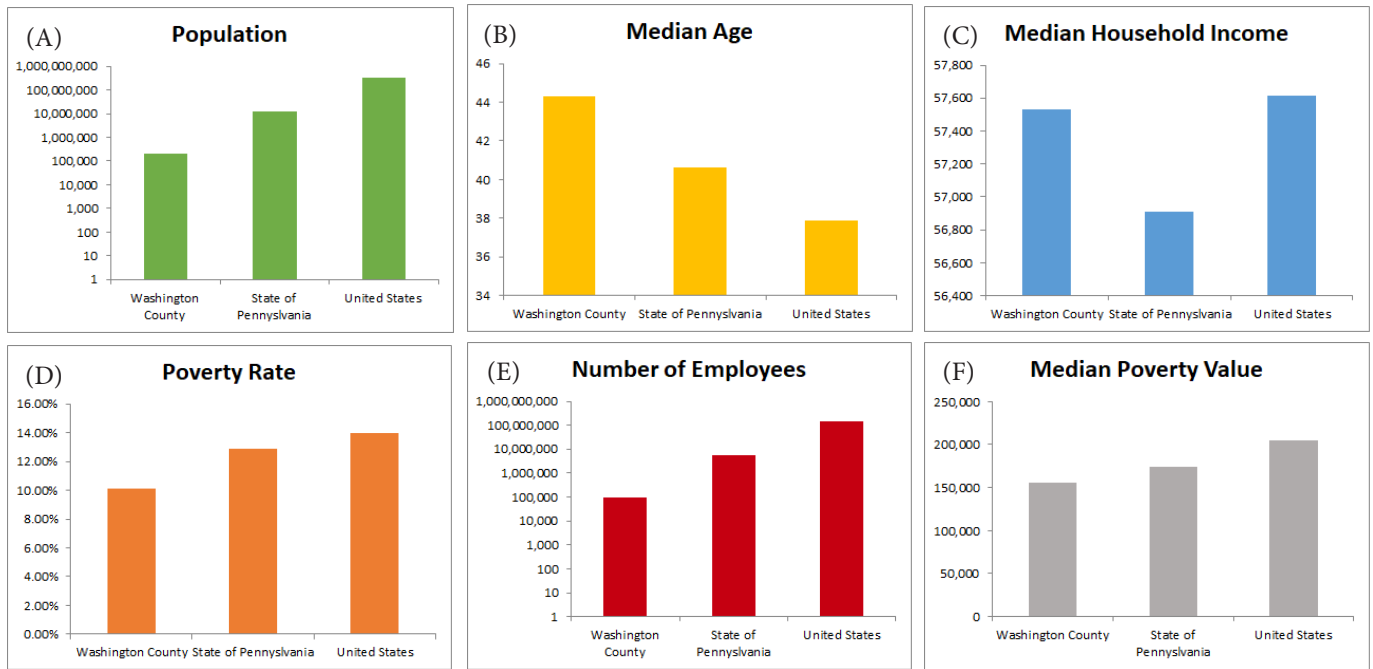 (A)
Population
1,000,000,000
100,000,000
10,000,000
1,000,000
100,000
10,000
1,000
100
10
1
Washington
County
State of
Pennyslvania
United States
(B)
Median Age
46
44
42
40
38
36
34
Washington County
State of Pennyslvania
United States
(C)
Median Household Income
57,800
57,600
57,400
57,200
57,000
56,800
56,600
56,400
Washington County
State of Pennyslvania
United States
(D)
Poverty Rate
16.00%
14.00%
12.00%
10.00%
8.00%
6.00%
4.00%
2.00%
0.00%
Washington County
State of Pennyslvania
United States
(E)
Number of Employees
1,000,000,000
100,000,000
10,000,000
1,000,000
100,000
10,000
1,000
100
10
1
Washington
County
State of
Pennyslvania
United States
(F)
Median Poverty Value
250,000
200,000
150,000
100,000
50,000
0
Washington County
State of
Pennyslvania
United States